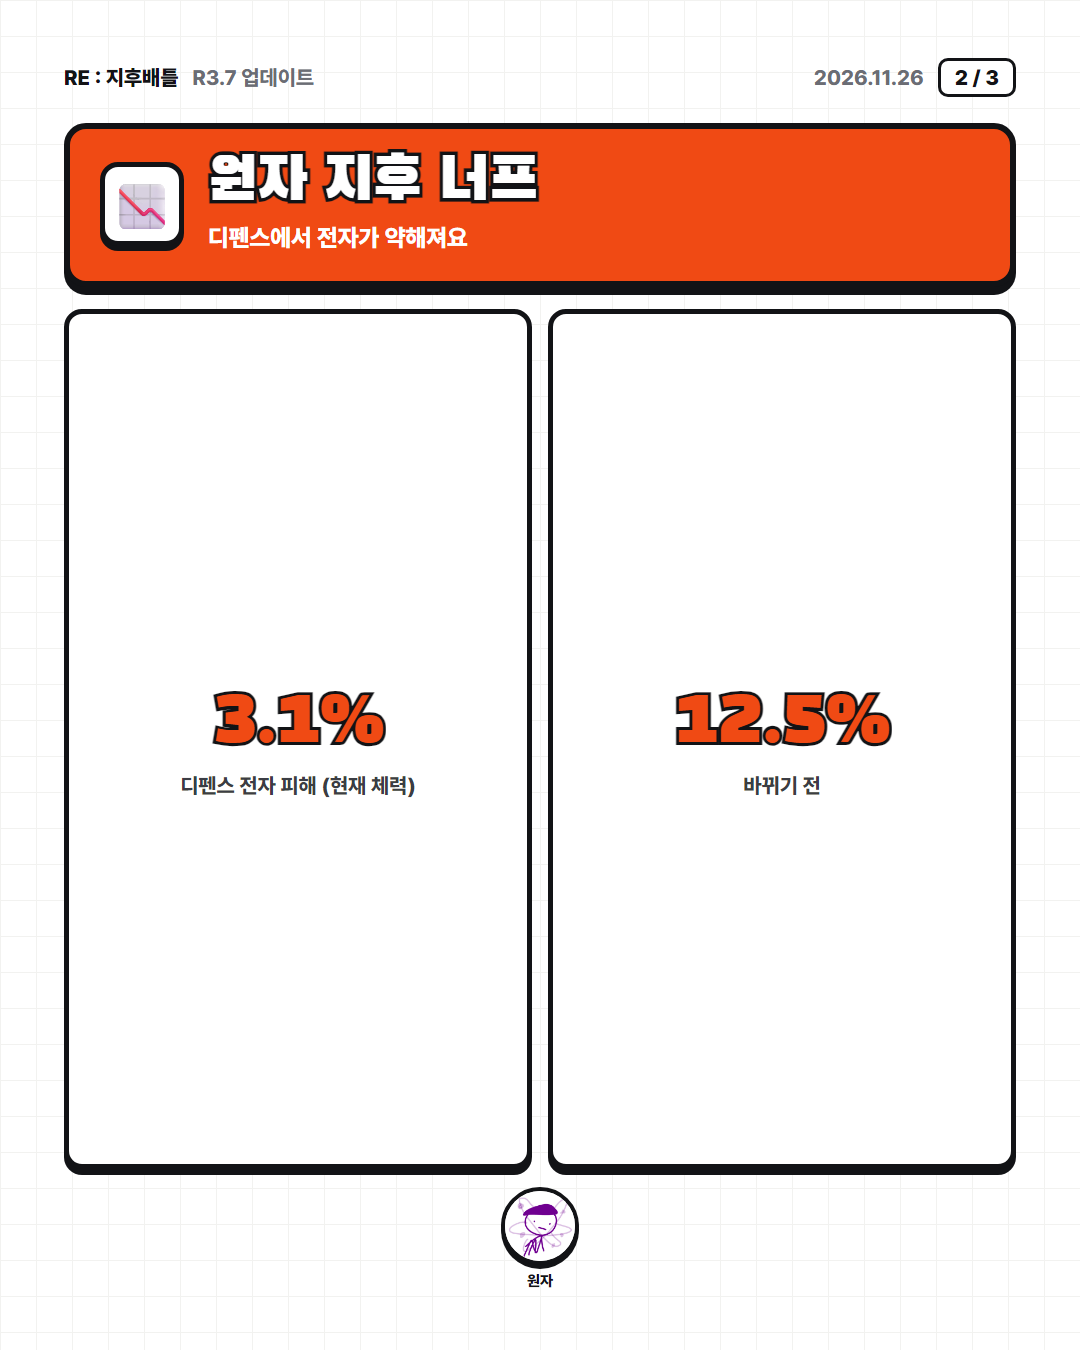 RE : 지후배틀 R3.7 업데이트
2026.11.26 2 / 3
원자 지후 너프
디펜스에서 전자가 약해져요
3.1%
디펜스 전자 피해 (현재 체력)
12.5%
바뀌기 전
원자